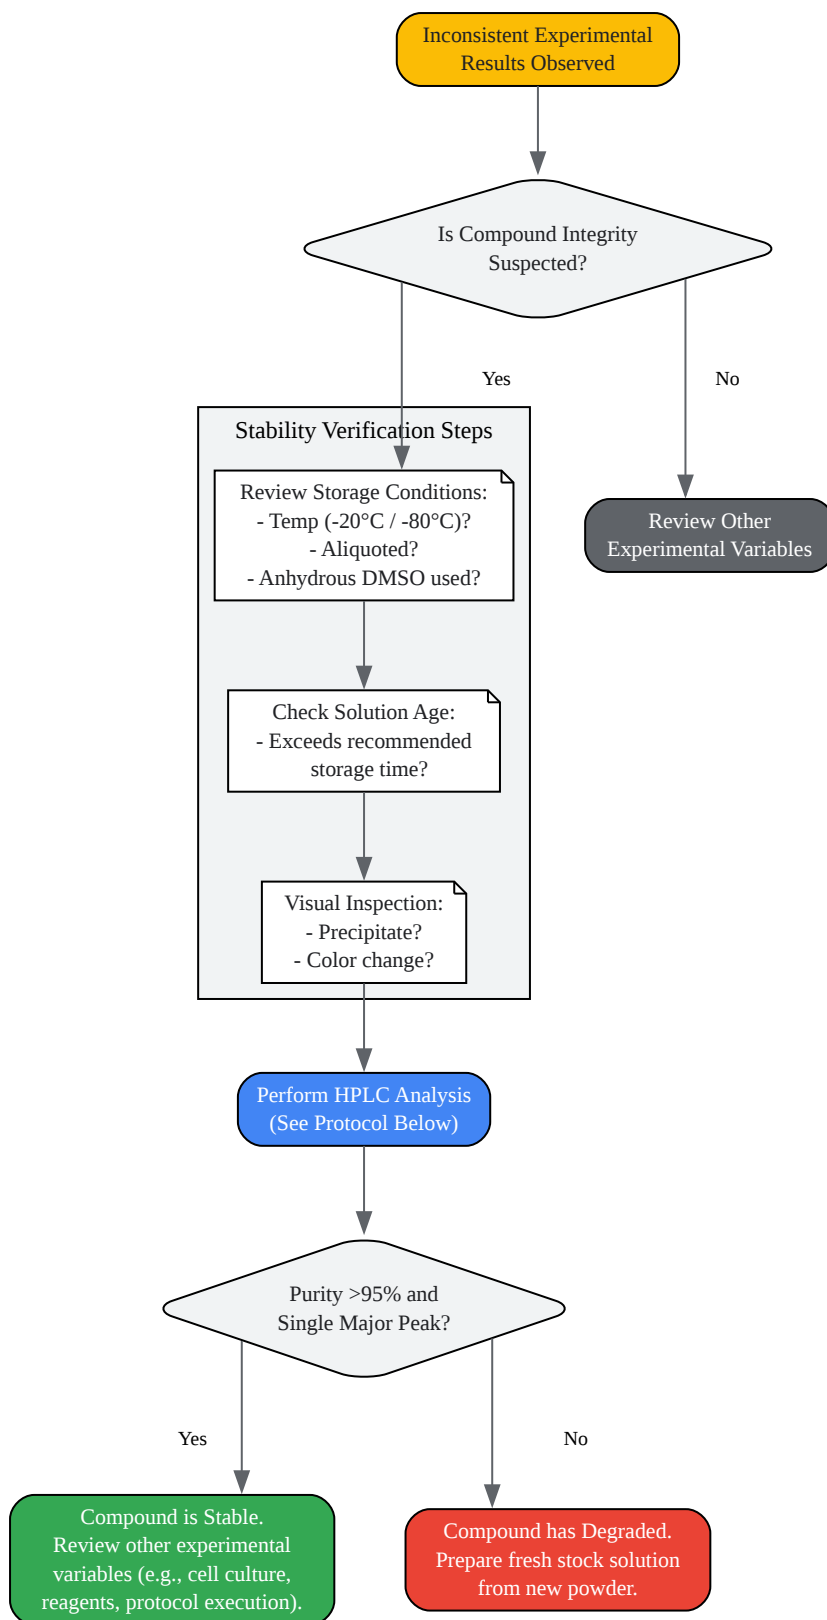 Inconsistent Experimental
Results Observed
Is Compound Integrity
Suspected?
Yes
No
Stability Verification Steps
Review Storage Conditions:
- Temp (-20°C / -80°C)?
- Aliquoted?
- Anhydrous DMSO used?
Review Other
Experimental Variables
Check Solution Age:
- Exceeds recommended
storage time?
Visual Inspection:
- Precipitate?
- Color change?
Perform HPLC Analysis
(See Protocol Below)
Purity >95% and
Single Major Peak?
Yes
No
Compound is Stable.
Review other experimental
variables (e.g., cell culture,
reagents, protocol execution).
Compound has Degraded.
Prepare fresh stock solution
from new powder.